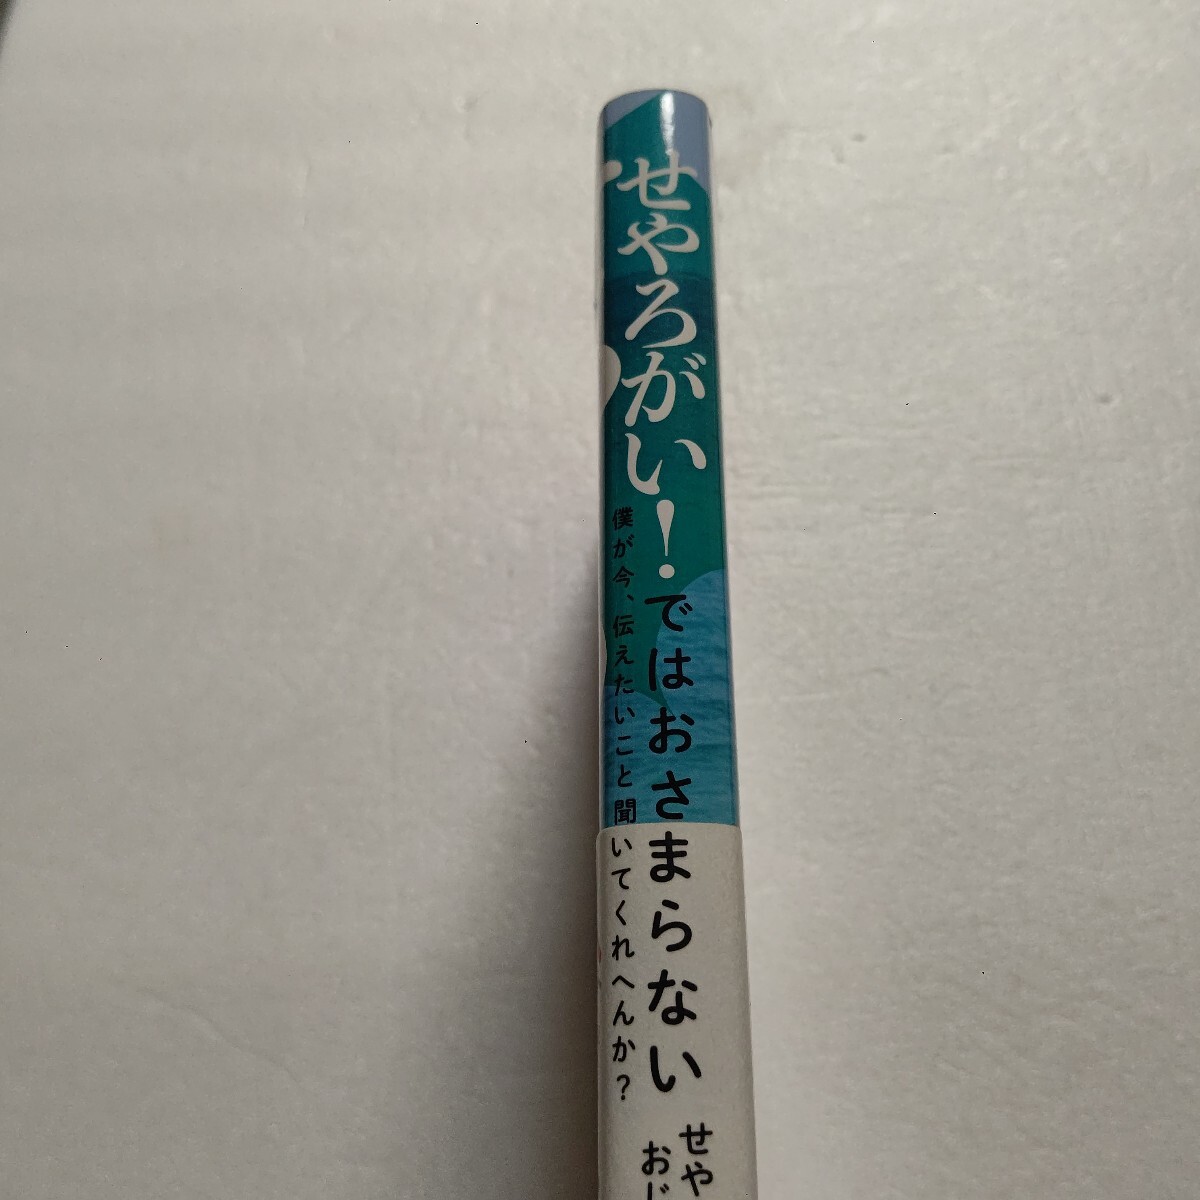 せやろがい！ではおさまらない
僕が今、伝えたいこと聞いてくれへんか？
せや
おじ